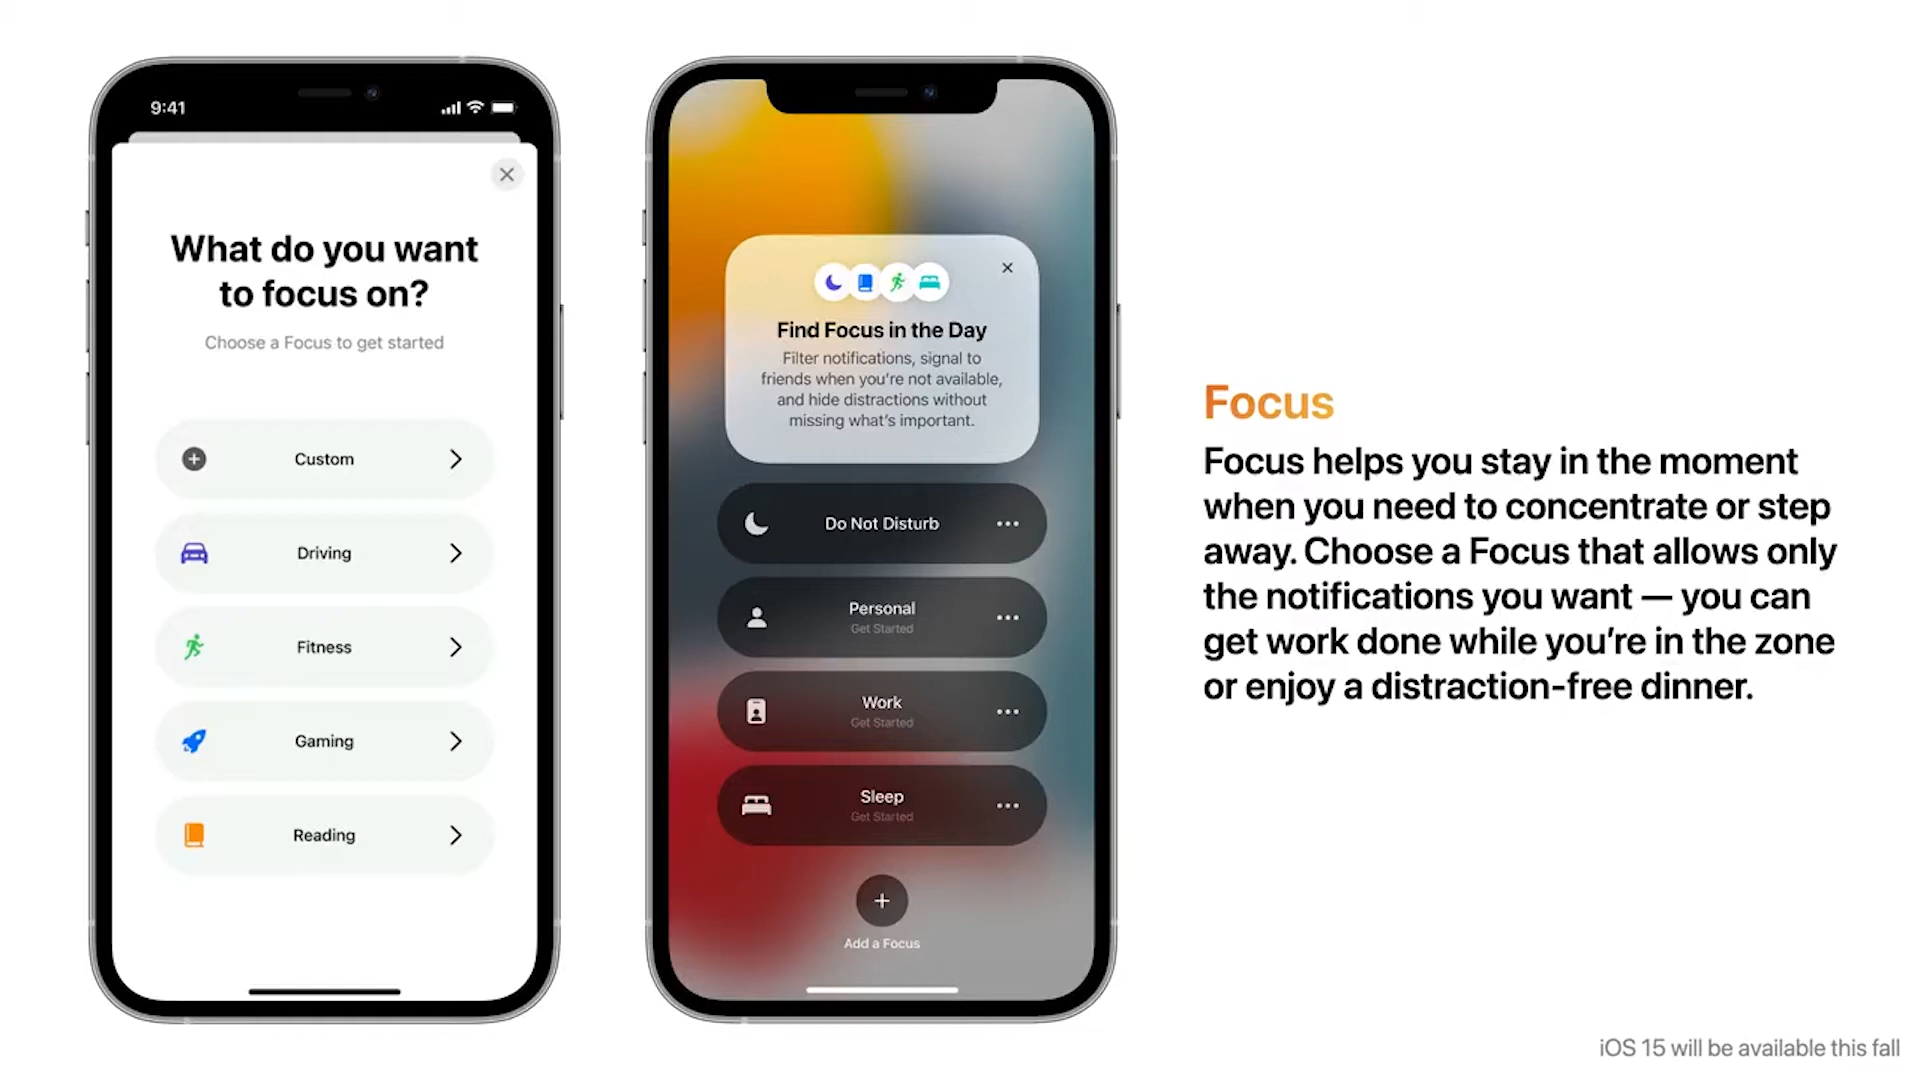 9:41
What do you want
to focus on?
Choose a Focus to get started
Custom
Driving
Fitness
Gaming
Reading
Find Focus in the Day
Filter notifications, signal to
friends when you’re not available,
and hide distractions without
missing what’s important.
Do Not Disturb
Personal
Get Started
Work
Get Started
Sleep
Get Started
Add a Focus
Focus
Focus helps you stay in the moment
when you need to concentrate or step
away. Choose a Focus that allows only
the notifications you want — you can
get work done while you’re in the zone
or enjoy a distraction-free dinner.
iOS 15 will be available this fall